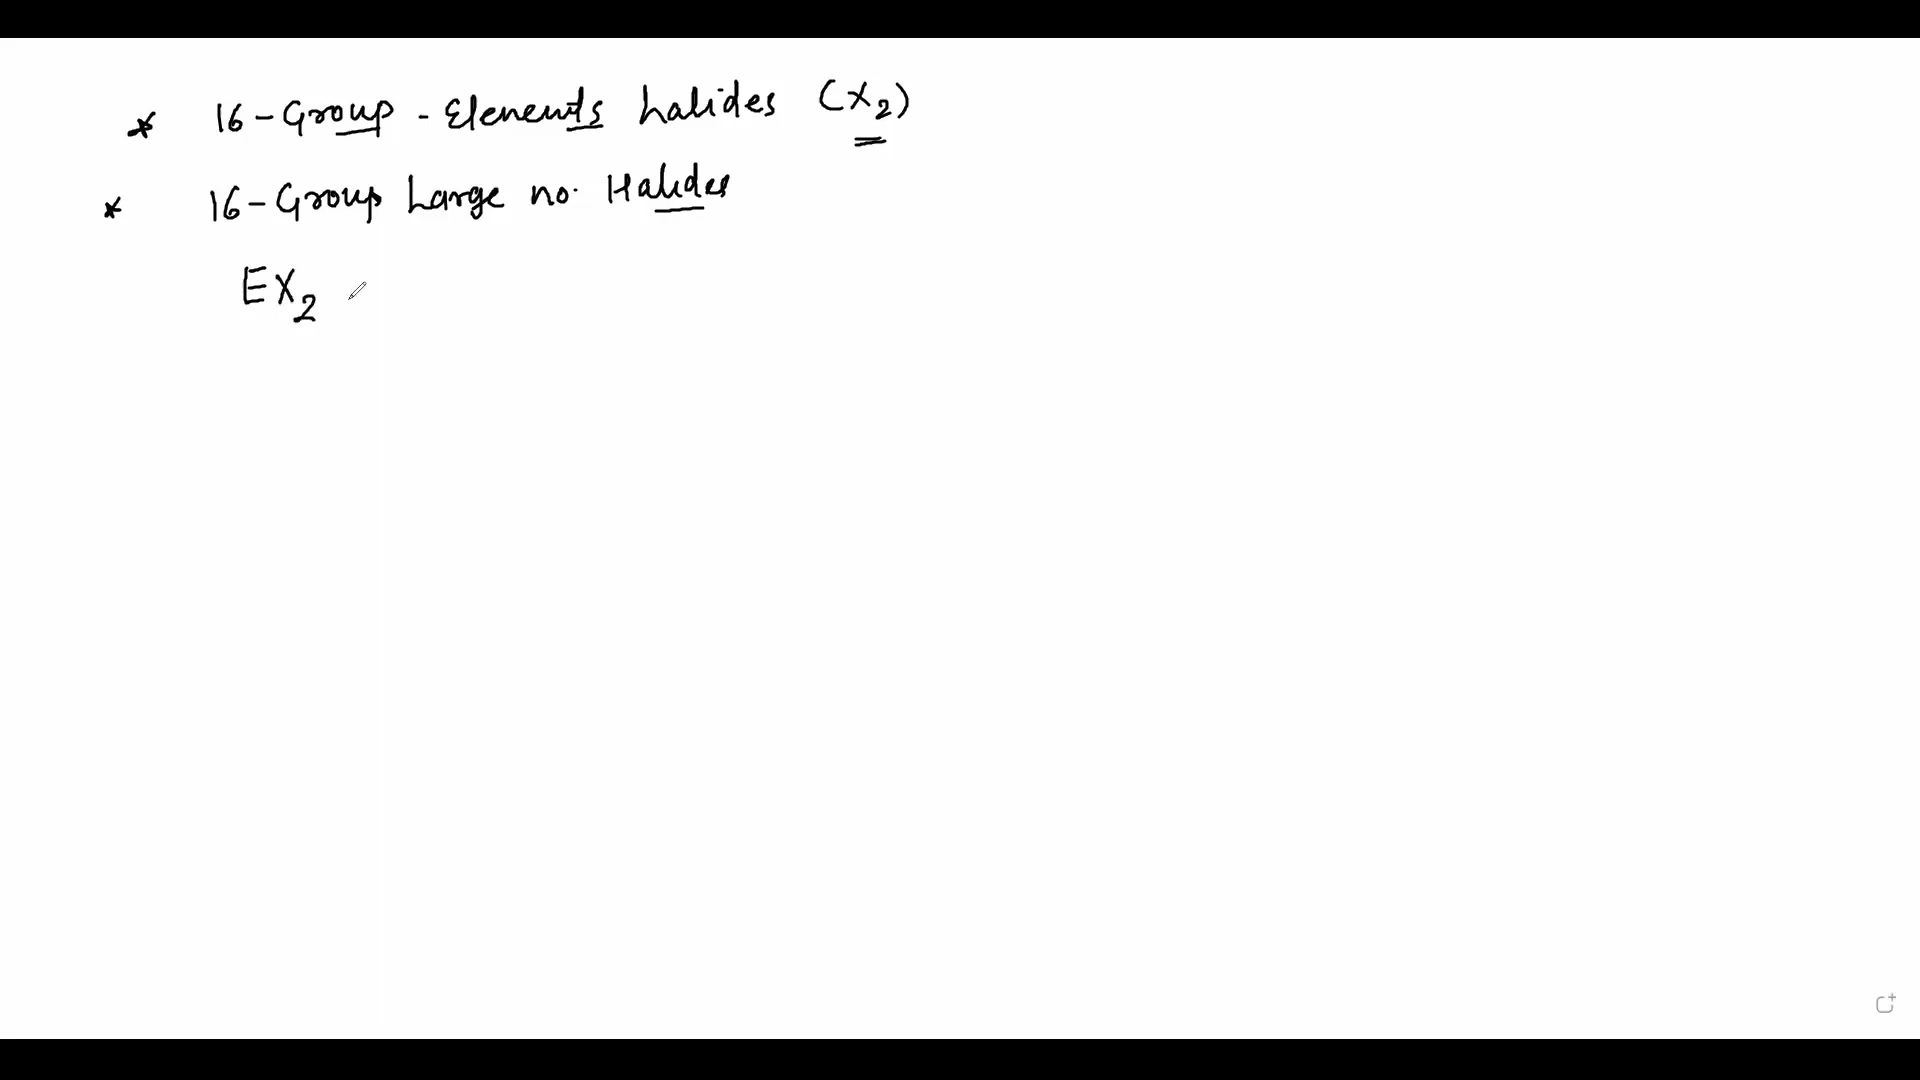 * 16-Group - Elements halides (X₂)
* 16-Group Large no. Halides
EX₂